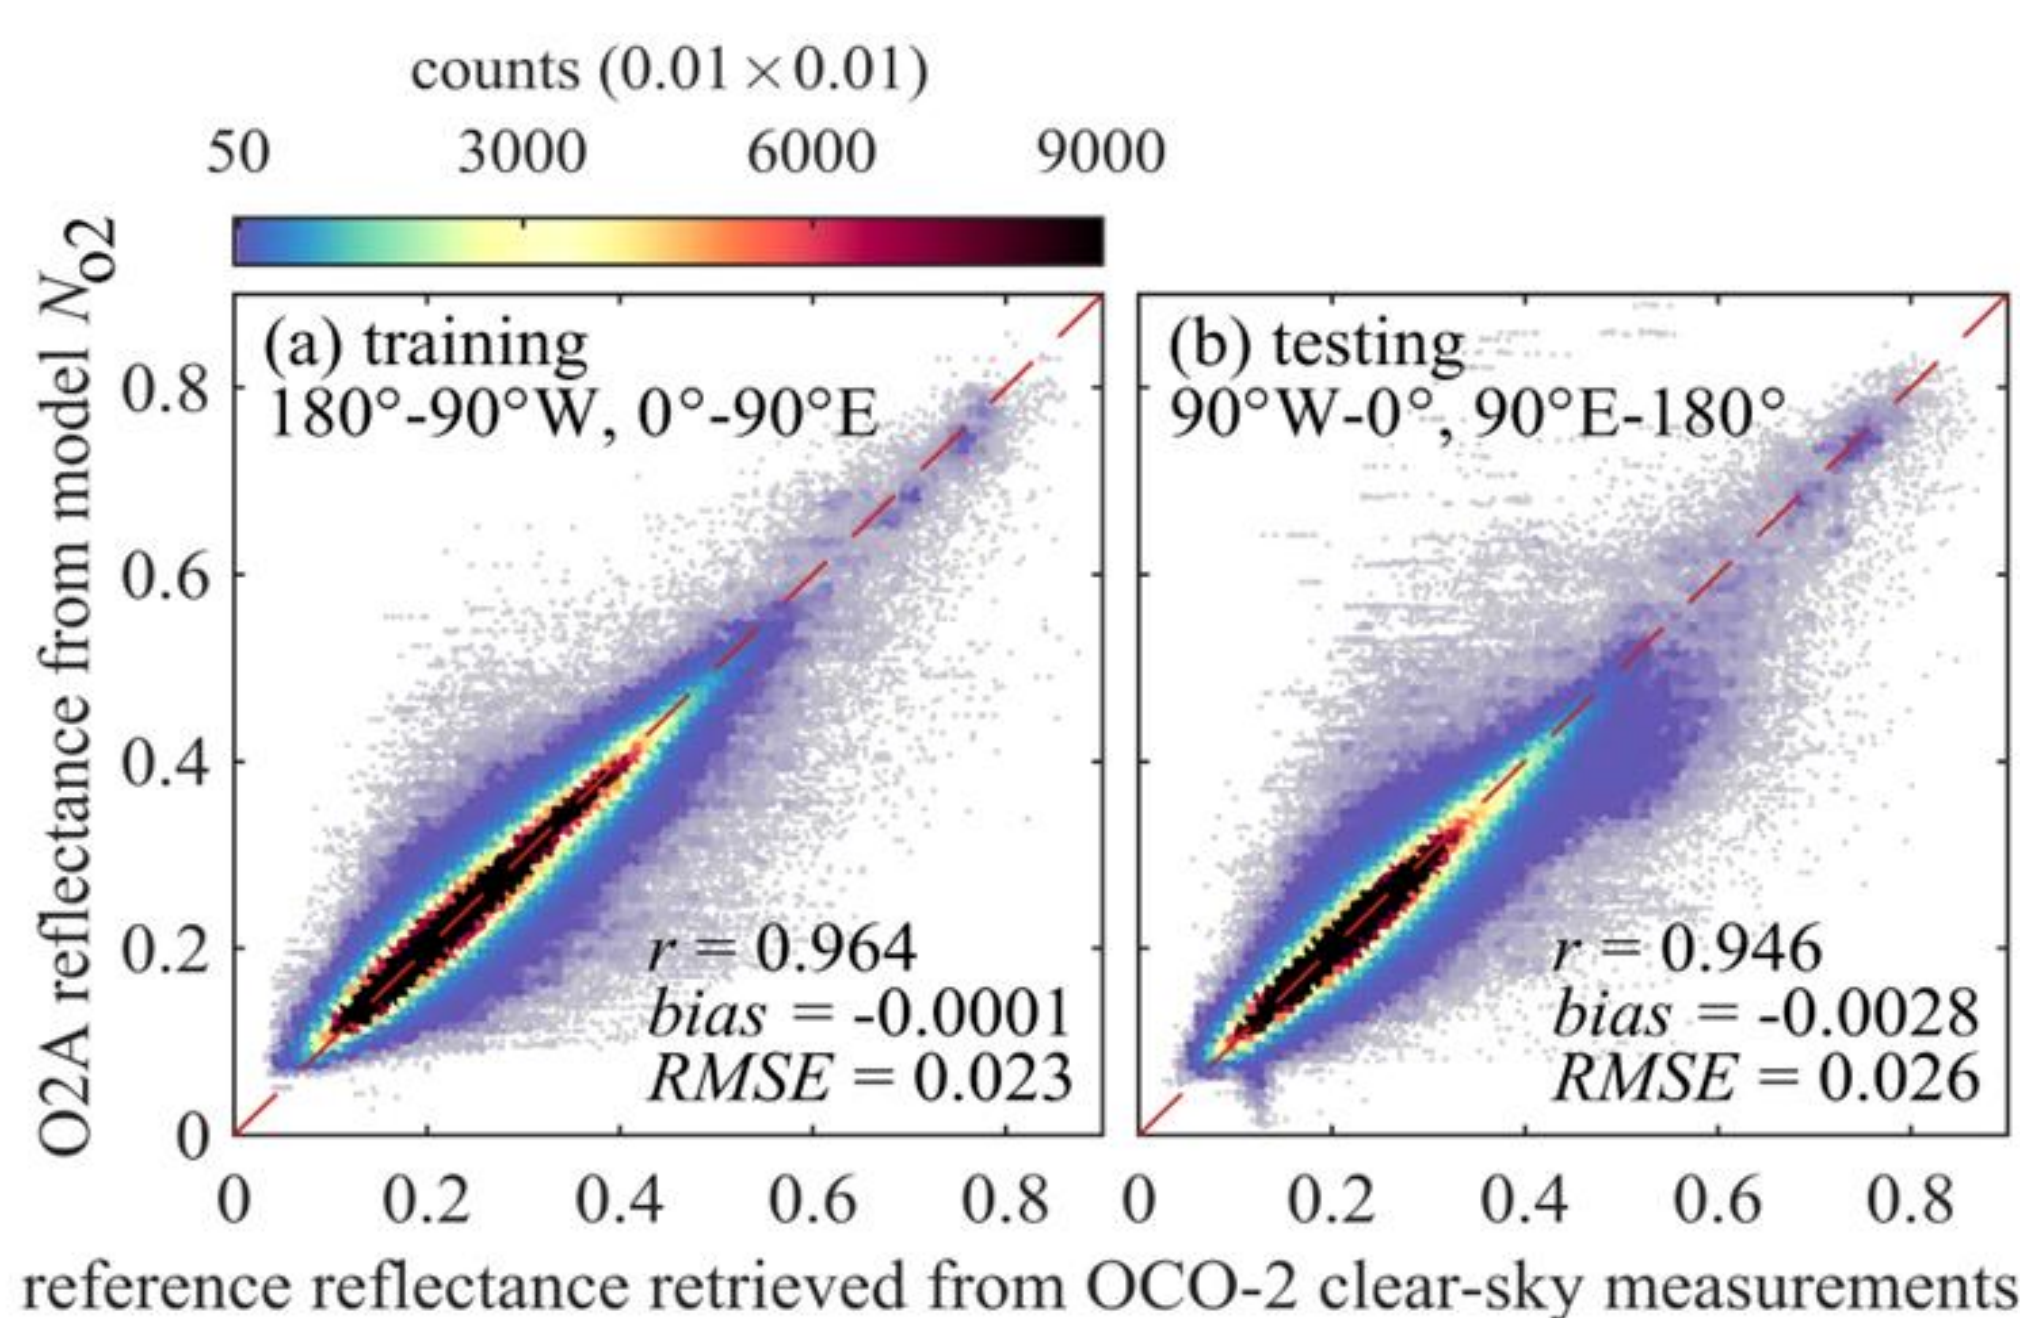 counts (0.01×0.01)
50 3000 6000 9000
O2A reflectance from model N_O2
(a) training
180°-90°W, 0°-90°E
r = 0.964
bias = -0.0001
RMSE = 0.023
(b) testing
90°W-0°, 90°E-180°
r = 0.946
bias = -0.0028
RMSE = 0.026
0.8
0.6
0.4
0.2
0
0 0.2 0.4 0.6 0.8
0 0.2 0.4 0.6 0.8
reference reflectance retrieved from OCO-2 clear-sky measurements